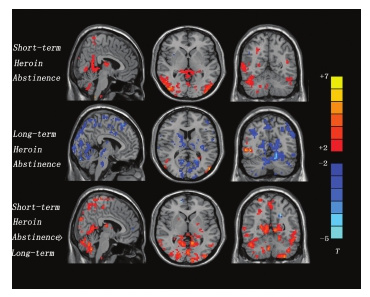 Short-term
Heroin
Abstinence
Long-term
Heroin
Abstinence
Short-term
Heroin
Abstinence>
Long-term
+7
+2
-2
-5
T